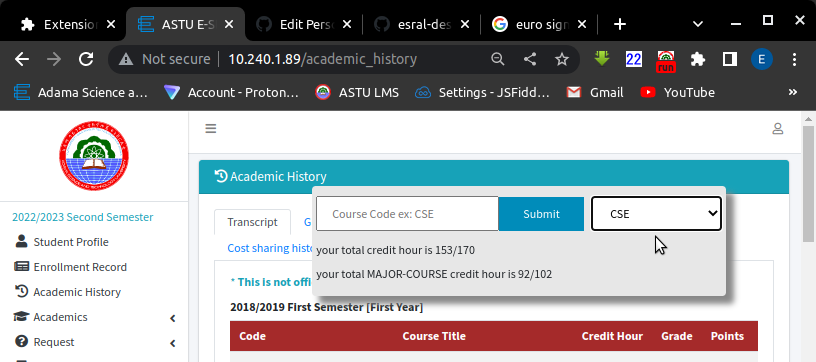 Extension
ASTU E-S
Edit Pers
esral-des
euro sign
Not secure | 10.240.1.89/academic_history
22
run
E
Adama Science a...
Account - Proton...
ASTU LMS
Settings - JSFidd...
Gmail
YouTube
»
2022/2023 Second Semester
Student Profile
Enrollment Record
Academic History
Academics
Request
Academic History
Transcript
G
Cost sharing histo
Course Code ex: CSE
Submit
CSE
your total credit hour is 153/170
your total MAJOR-COURSE credit hour is 92/102
* This is not offi
2018/2019 First Semester [First Year]
Code Course Title Credit Hour Grade Points